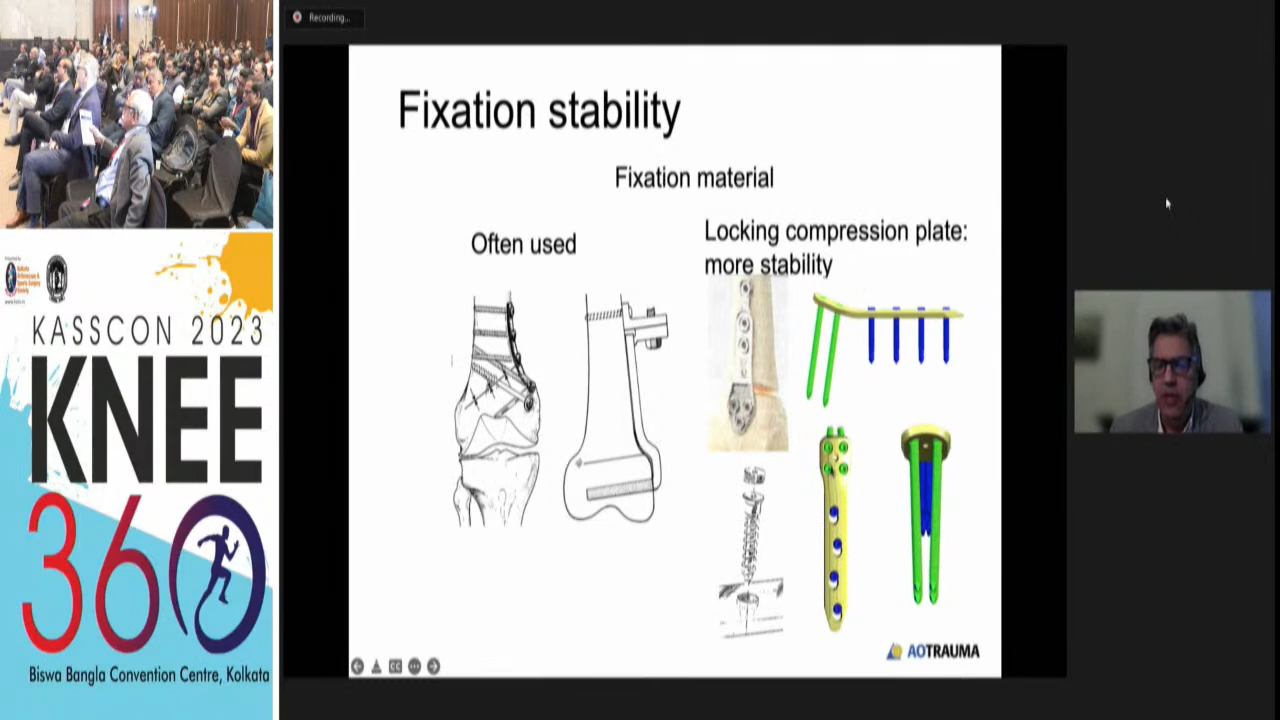 Recording...
Fixation stability
Fixation material
Often used
Locking compression plate:
more stability
AOTRAUMA
CC
KASSCON 2023
KNEE
360
Biswa Bangla Convention Centre, Kolkata